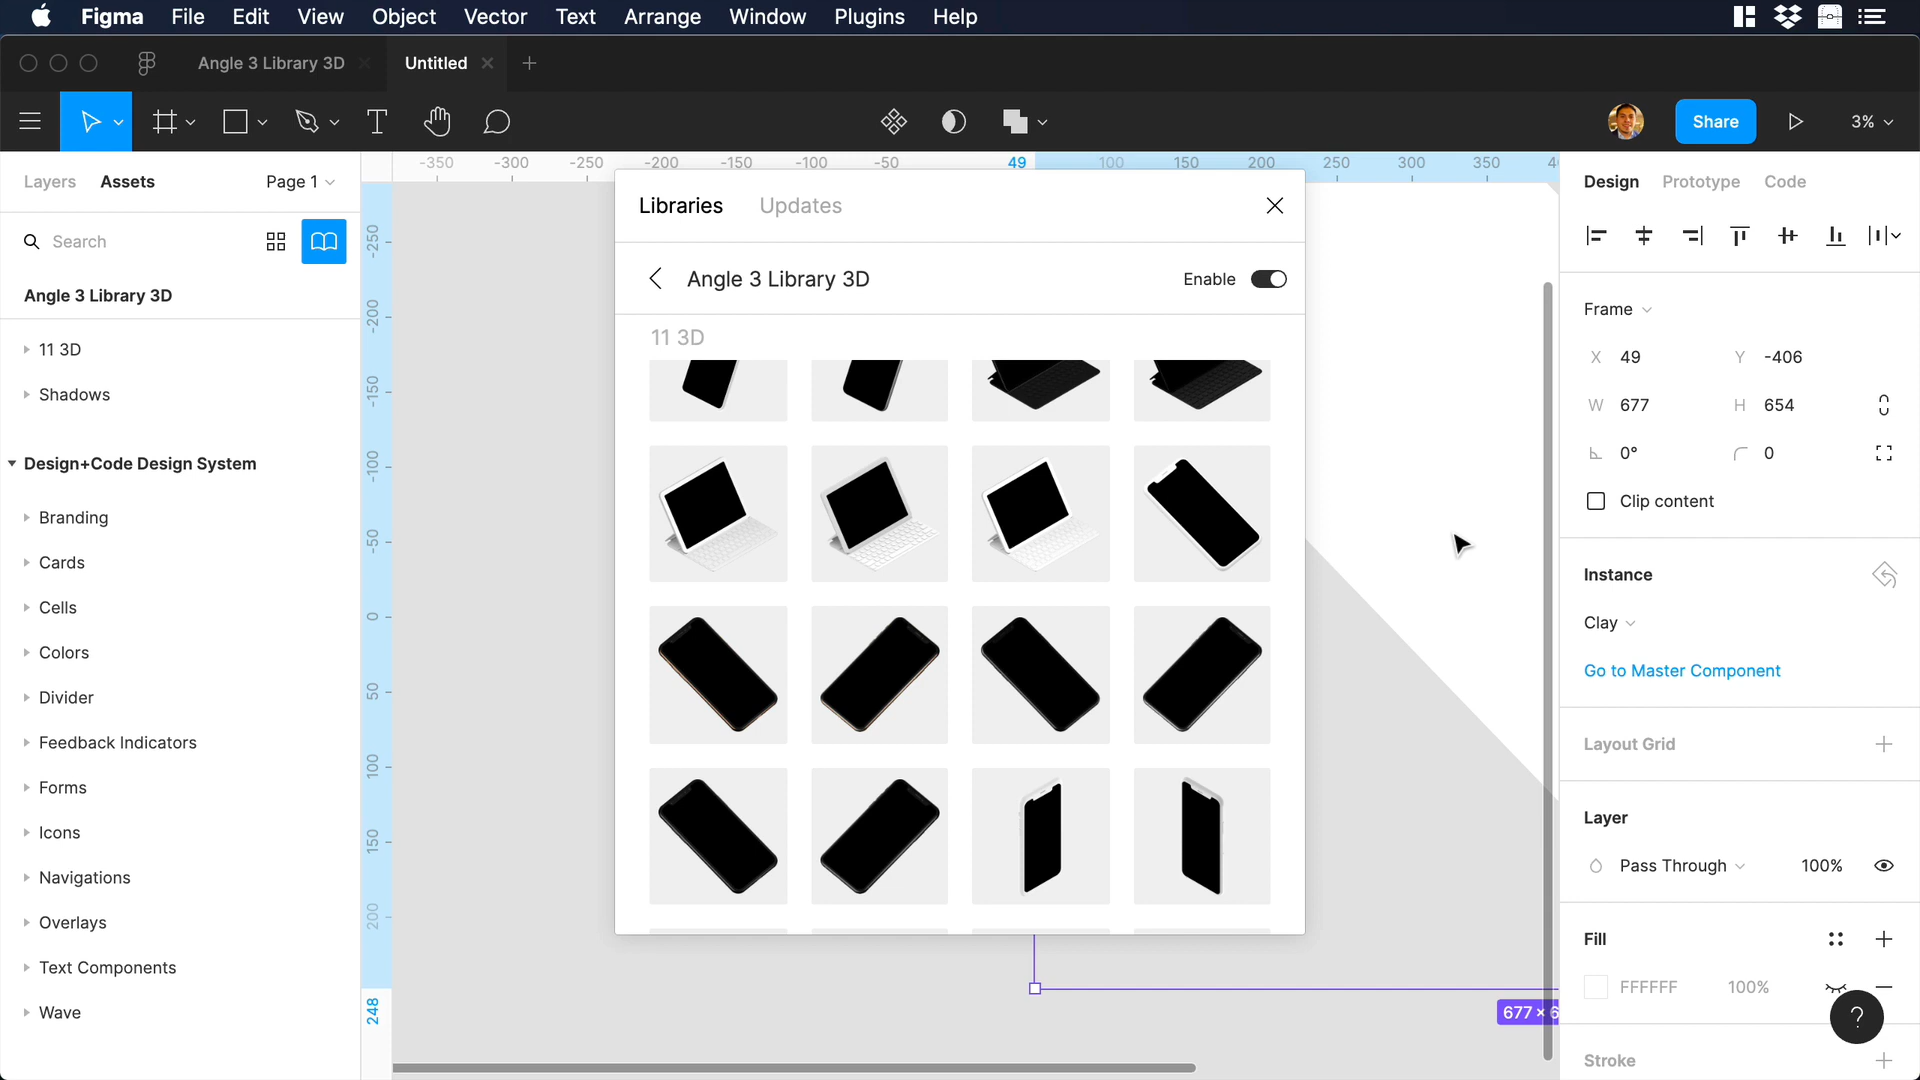 Figma File Edit View Object Vector Text Arrange Window Plugins Help
Angle 3 Library 3D Untitled
Share 3%
Layers Assets Page 1
Search
Angle 3 Library 3D
11 3D
Shadows
Design+Code Design System
Branding
Cards
Cells
Colors
Divider
Feedback Indicators
Forms
Icons
Navigations
Overlays
Text Components
Wave
-350 -300 -250 -200 -150 -100 -50 49 100 150 200 250 300 350
-250
-200
-150
-100
-50
0
50
100
150
200
248
Libraries Updates
Angle 3 Library 3D Enable
11 3D
677 × 6
Design Prototype Code
Frame
X 49 Y -406
W 677 H 654
0° 0
Clip content
Instance
Clay
Go to Master Component
Layout Grid
Layer
Pass Through 100%
Fill
FFFFFF 100%
?
Stroke